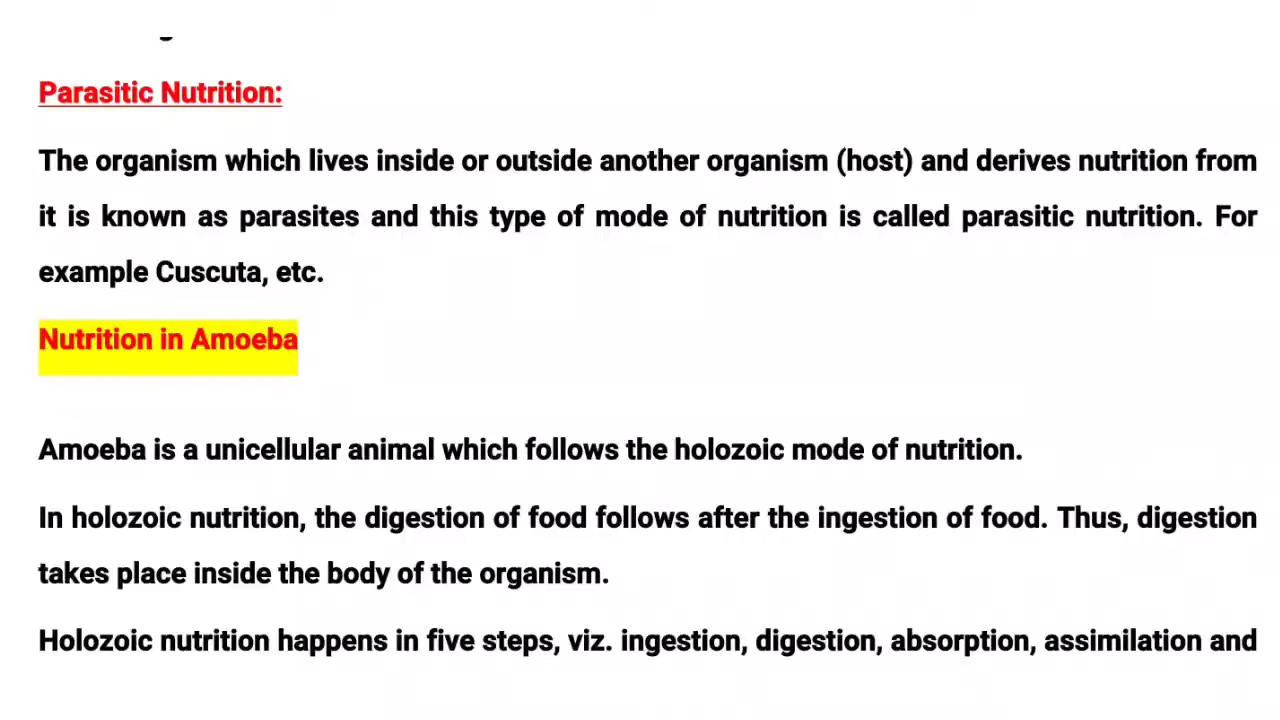 Parasitic Nutrition:
The organism which lives inside or outside another organism (host) and derives nutrition from
it is known as parasites and this type of mode of nutrition is called parasitic nutrition. For
example Cuscuta, etc.
Nutrition in Amoeba
Amoeba is a unicellular animal which follows the holozoic mode of nutrition.
In holozoic nutrition, the digestion of food follows after the ingestion of food. Thus, digestion
takes place inside the body of the organism.
Holozoic nutrition happens in five steps, viz. ingestion, digestion, absorption, assimilation and